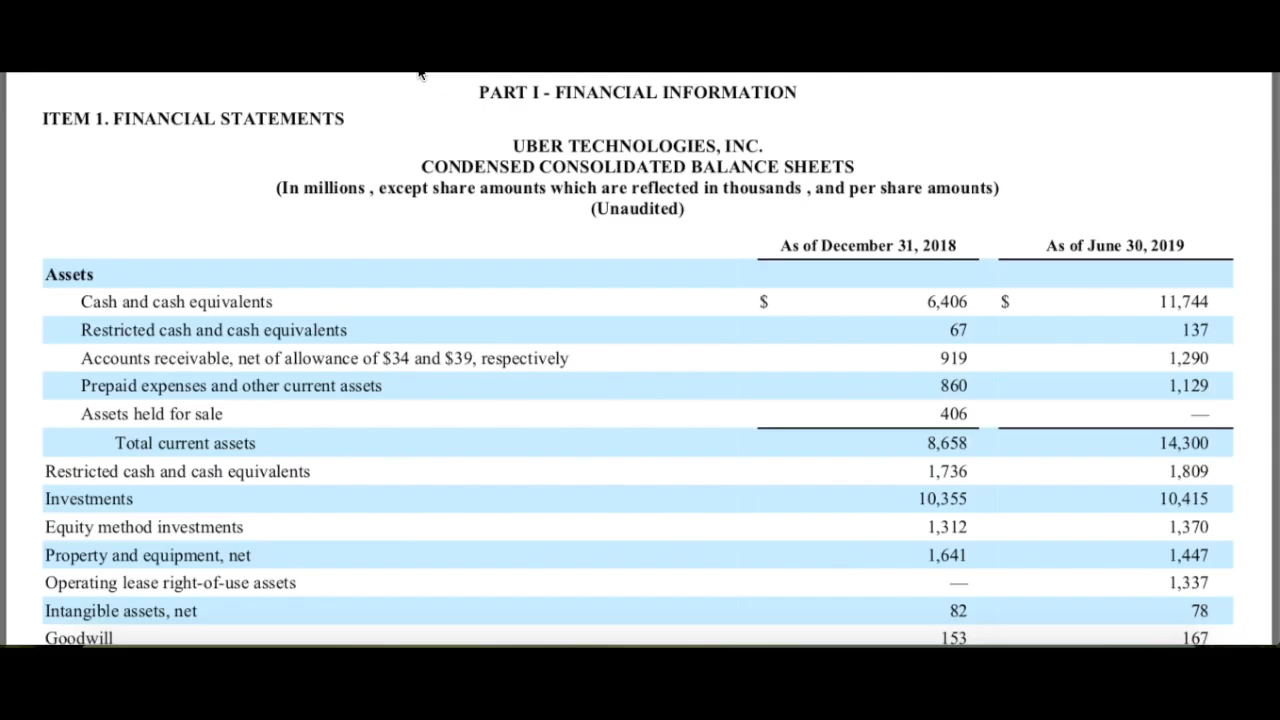 PART I - FINANCIAL INFORMATION
ITEM 1. FINANCIAL STATEMENTS
UBER TECHNOLOGIES, INC.
CONDENSED CONSOLIDATED BALANCE SHEETS
(In millions , except share amounts which are reflected in thousands , and per share amounts)
(Unaudited)
As of December 31, 2018 As of June 30, 2019
Assets
Cash and cash equivalents $ 6,406 $ 11,744
Restricted cash and cash equivalents 67 137
Accounts receivable, net of allowance of $34 and $39, respectively 919 1,290
Prepaid expenses and other current assets 860 1,129
Assets held for sale 406 —
Total current assets 8,658 14,300
Restricted cash and cash equivalents 1,736 1,809
Investments 10,355 10,415
Equity method investments 1,312 1,370
Property and equipment, net 1,641 1,447
Operating lease right-of-use assets — 1,337
Intangible assets, net 82 78
Goodwill 153 167